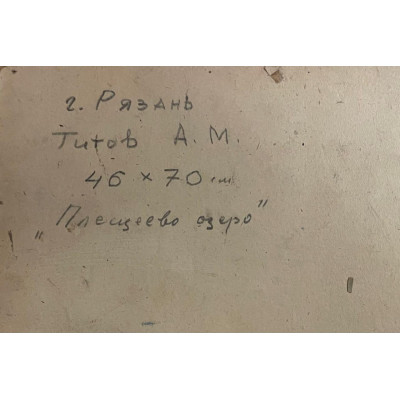 г. Рязань
Титов А. М.
46 × 70 см
„Плещеево озеро"